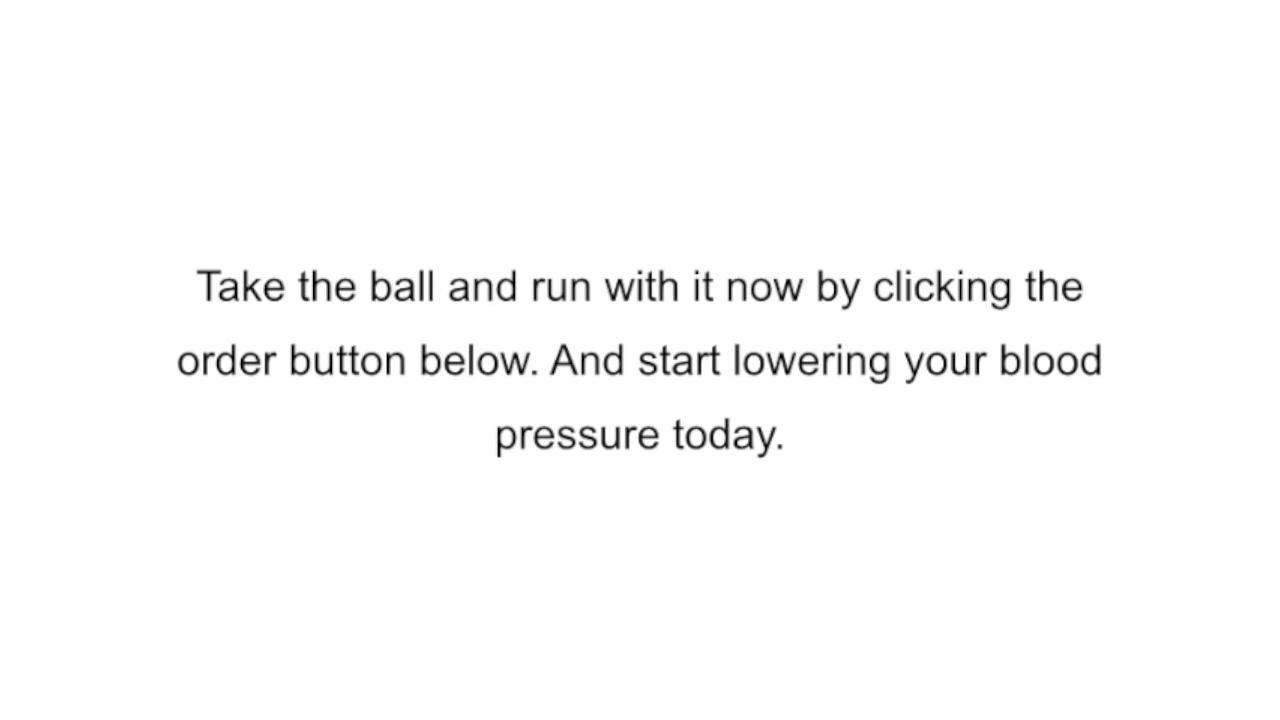 Take the ball and run with it now by clicking the
order button below. And start lowering your blood
pressure today.